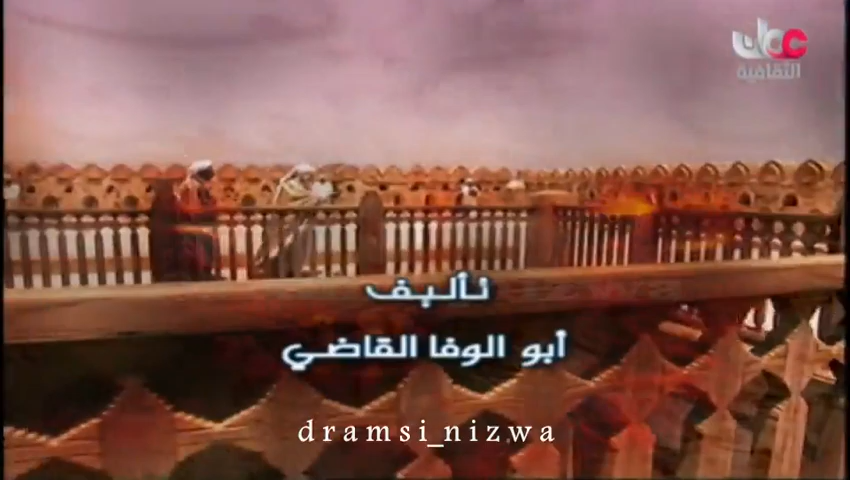 الثقافية
تأليف
أبو الوفا القاضي
dramsi_nizwa